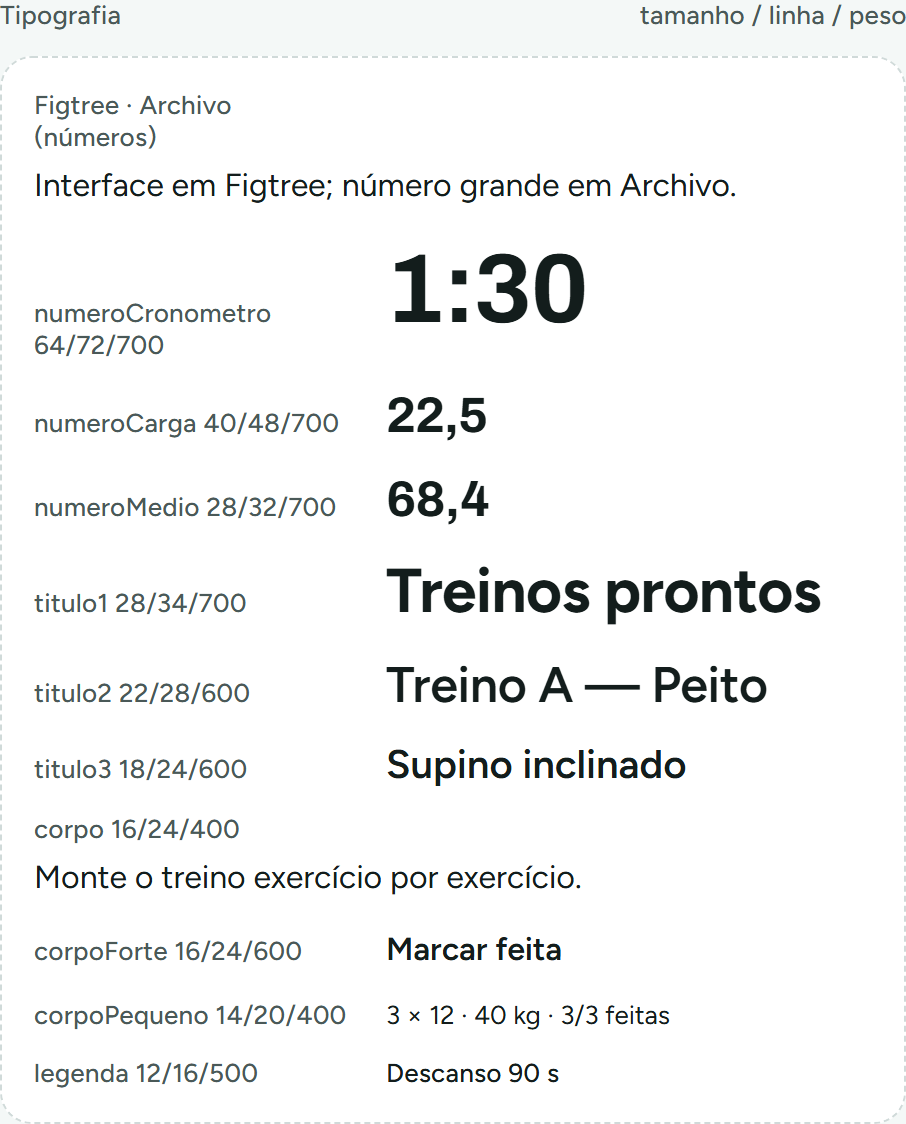 Tipografia
tamanho / linha / peso
Figtree · Archivo
(números)
Interface em Figtree; número grande em Archivo.
numeroCronometro
64/72/700
1:30
numeroCarga 40/48/700
22,5
numeroMedio 28/32/700
68,4
titulo1 28/34/700
Treinos prontos
titulo2 22/28/600
Treino A — Peito
titulo3 18/24/600
Supino inclinado
corpo 16/24/400
Monte o treino exercício por exercício.
corpoForte 16/24/600
Marcar feita
corpoPequeno 14/20/400
3 × 12 · 40 kg · 3/3 feitas
legenda 12/16/500
Descanso 90 s